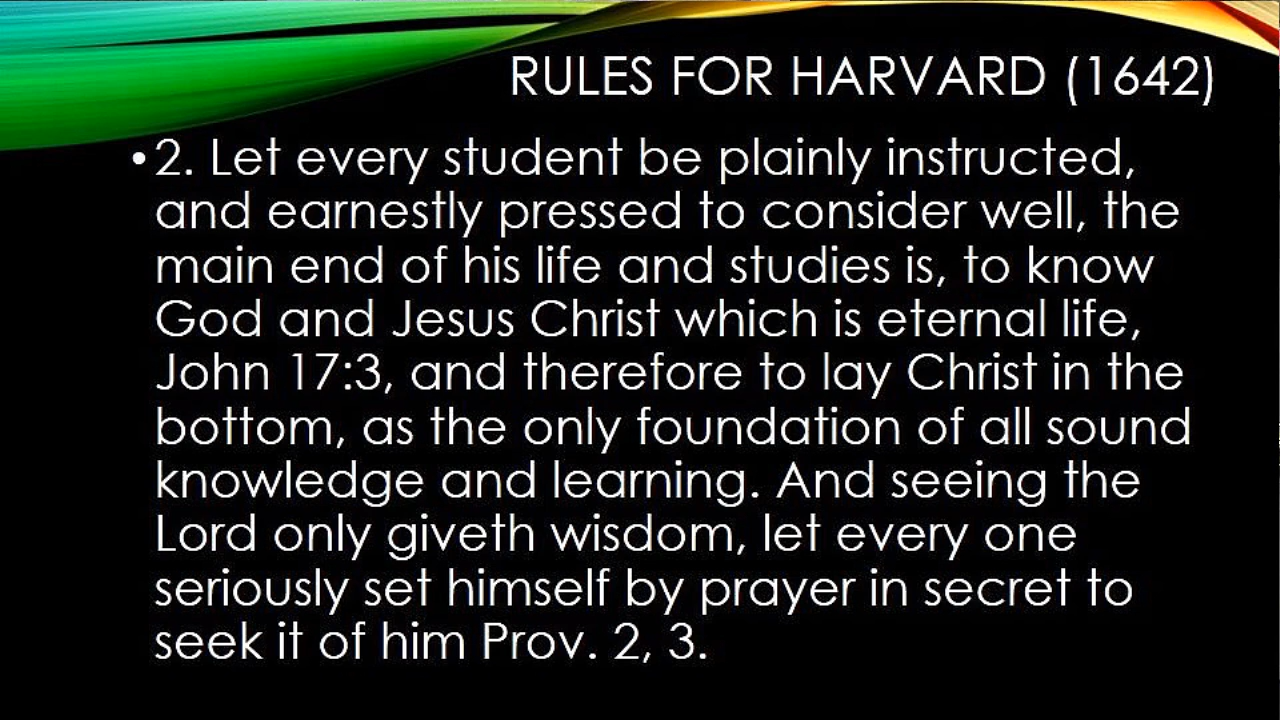 RULES FOR HARVARD (1642)
•2. Let every student be plainly instructed,
and earnestly pressed to consider well, the
main end of his life and studies is, to know
God and Jesus Christ which is eternal life,
John 17:3, and therefore to lay Christ in the
bottom, as the only foundation of all sound
knowledge and learning. And seeing the
Lord only giveth wisdom, let every one
seriously set himself by prayer in secret to
seek it of him Prov. 2, 3.